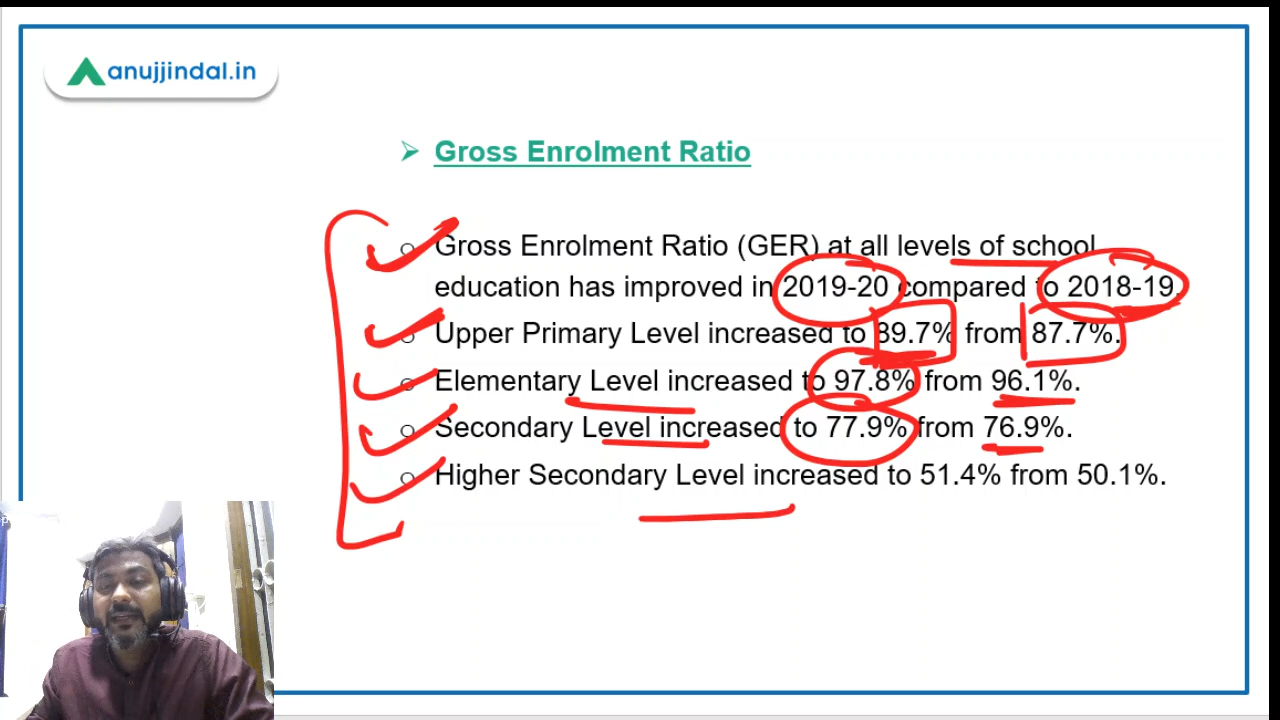 anujjindal.in
➤ Gross Enrolment Ratio
○ Gross Enrolment Ratio (GER) at all levels of school
education has improved in 2019-20 compared to 2018-19.
○ Upper Primary Level increased to 89.7% from 87.7%.
○ Elementary Level increased to 97.8% from 96.1%.
○ Secondary Level increased to 77.9% from 76.9%.
○ Higher Secondary Level increased to 51.4% from 50.1%.